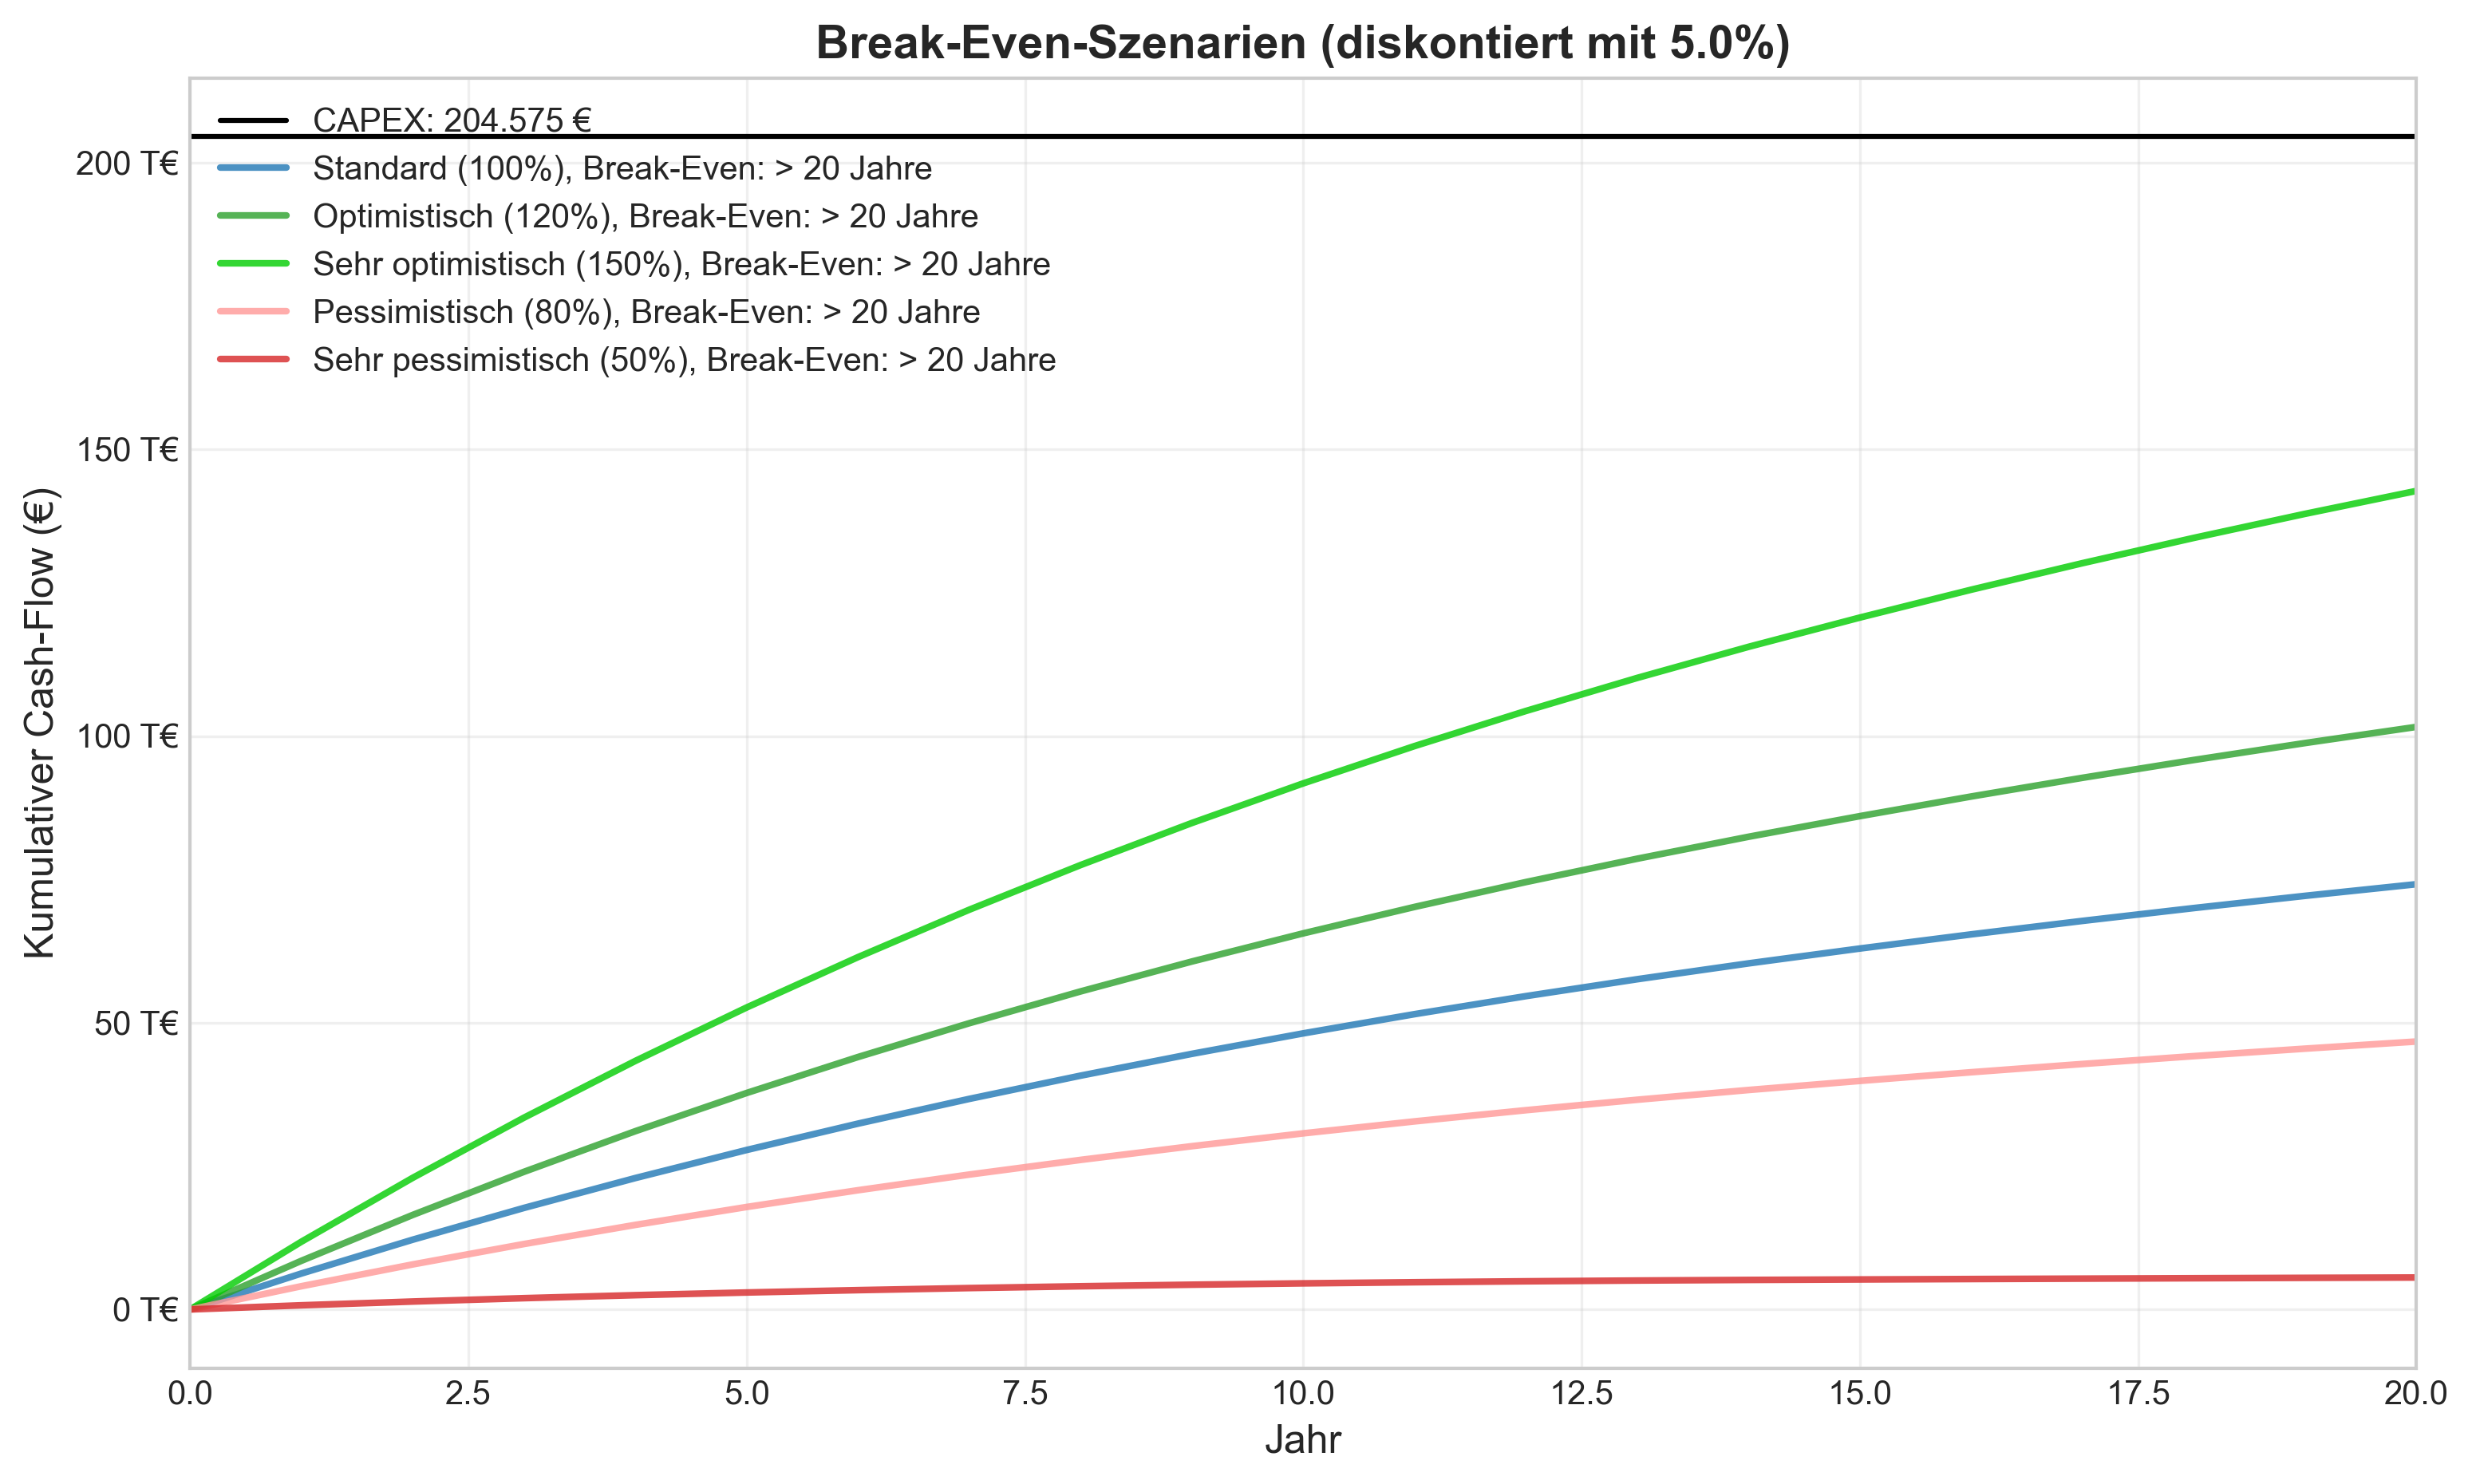 Break-Even-Szenarien (diskontiert mit 5.0%)
CAPEX: 204.575 €
Standard (100%), Break-Even: > 20 Jahre
Optimistisch (120%), Break-Even: > 20 Jahre
Sehr optimistisch (150%), Break-Even: > 20 Jahre
Pessimistisch (80%), Break-Even: > 20 Jahre
Sehr pessimistisch (50%), Break-Even: > 20 Jahre
Kumulativer Cash-Flow (€)
200 T€
150 T€
100 T€
50 T€
0 T€
0.0 2.5 5.0 7.5 10.0 12.5 15.0 17.5 20.0
Jahr